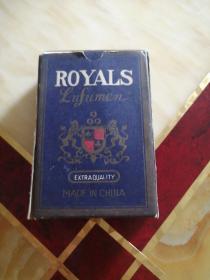 ROYALS
Lufumen
EXTRA QUALITY
MADE IN CHINA